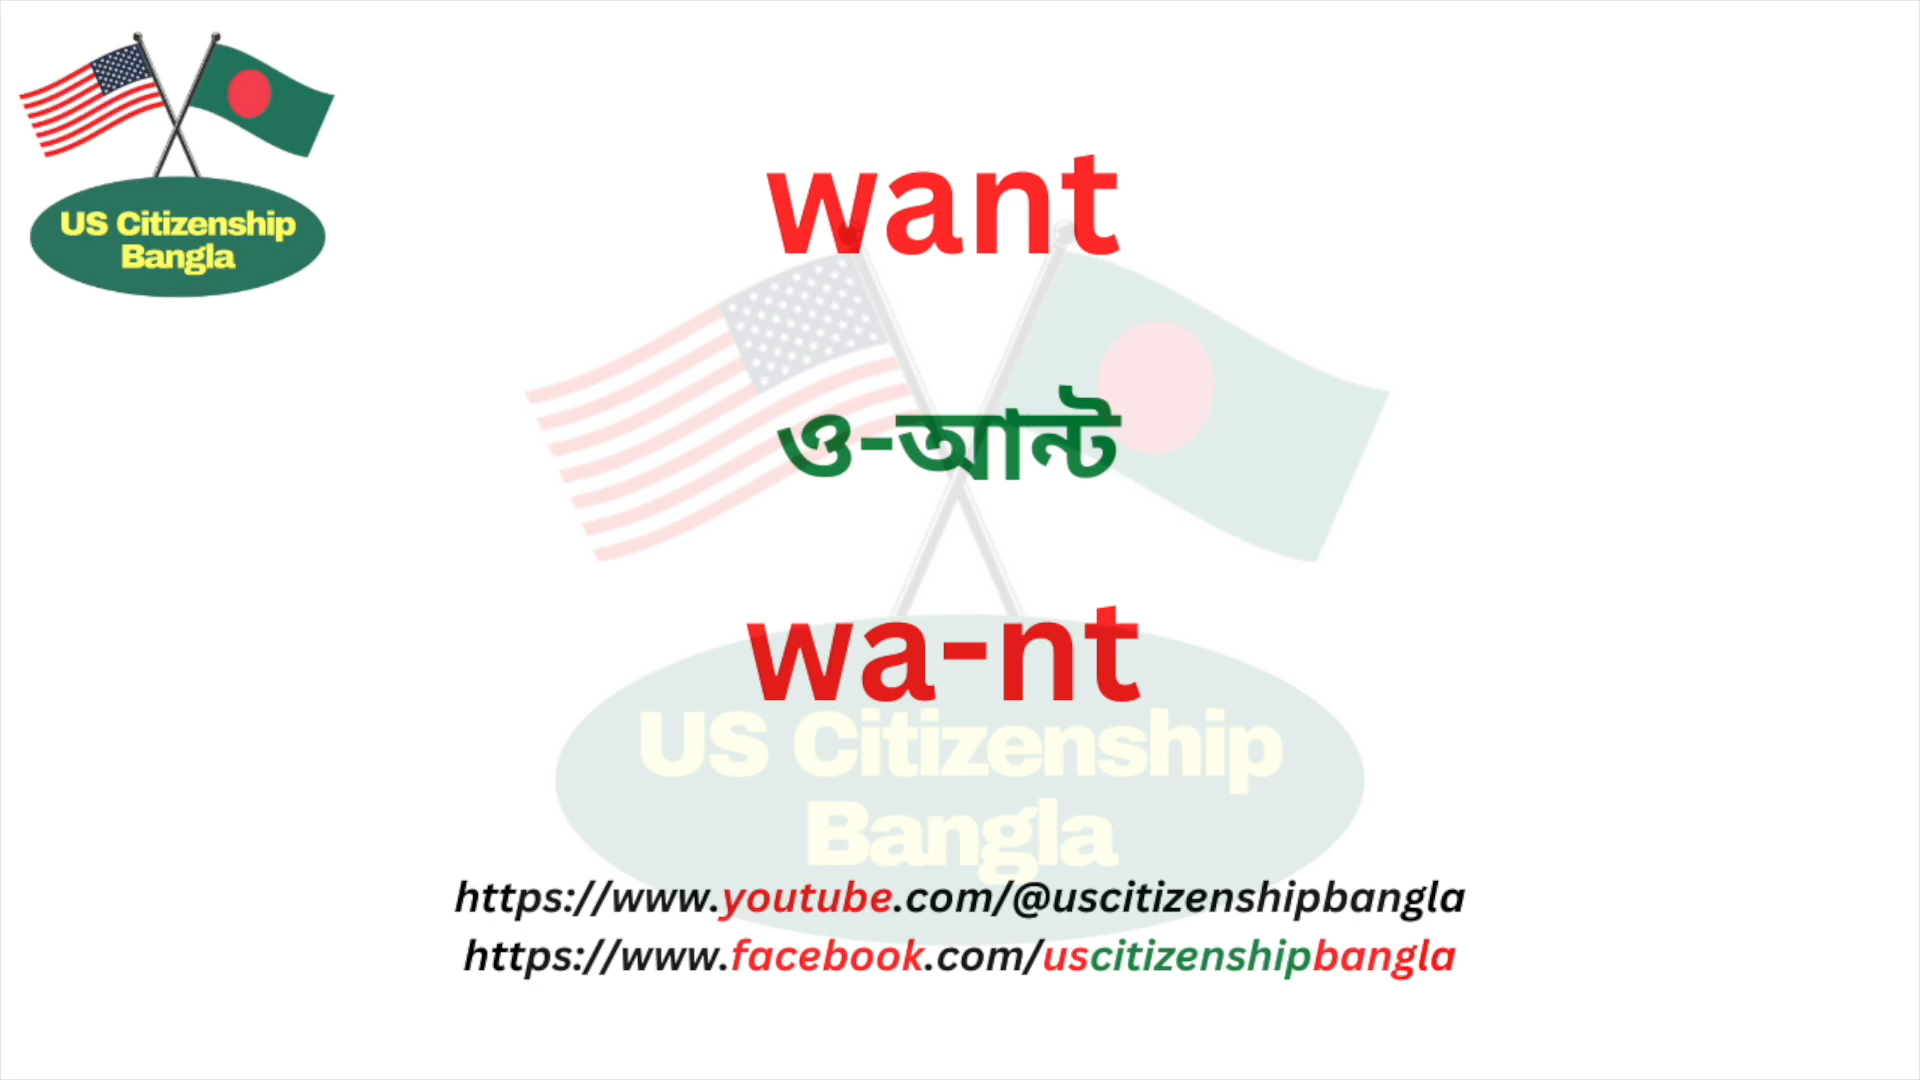 US Citizenship
Bangla
want
ও-আন্ট
wa-nt
US Citizenship
Bangla
https://www.youtube.com/@uscitizenshipbangla
https://www.facebook.com/uscitizenshipbangla